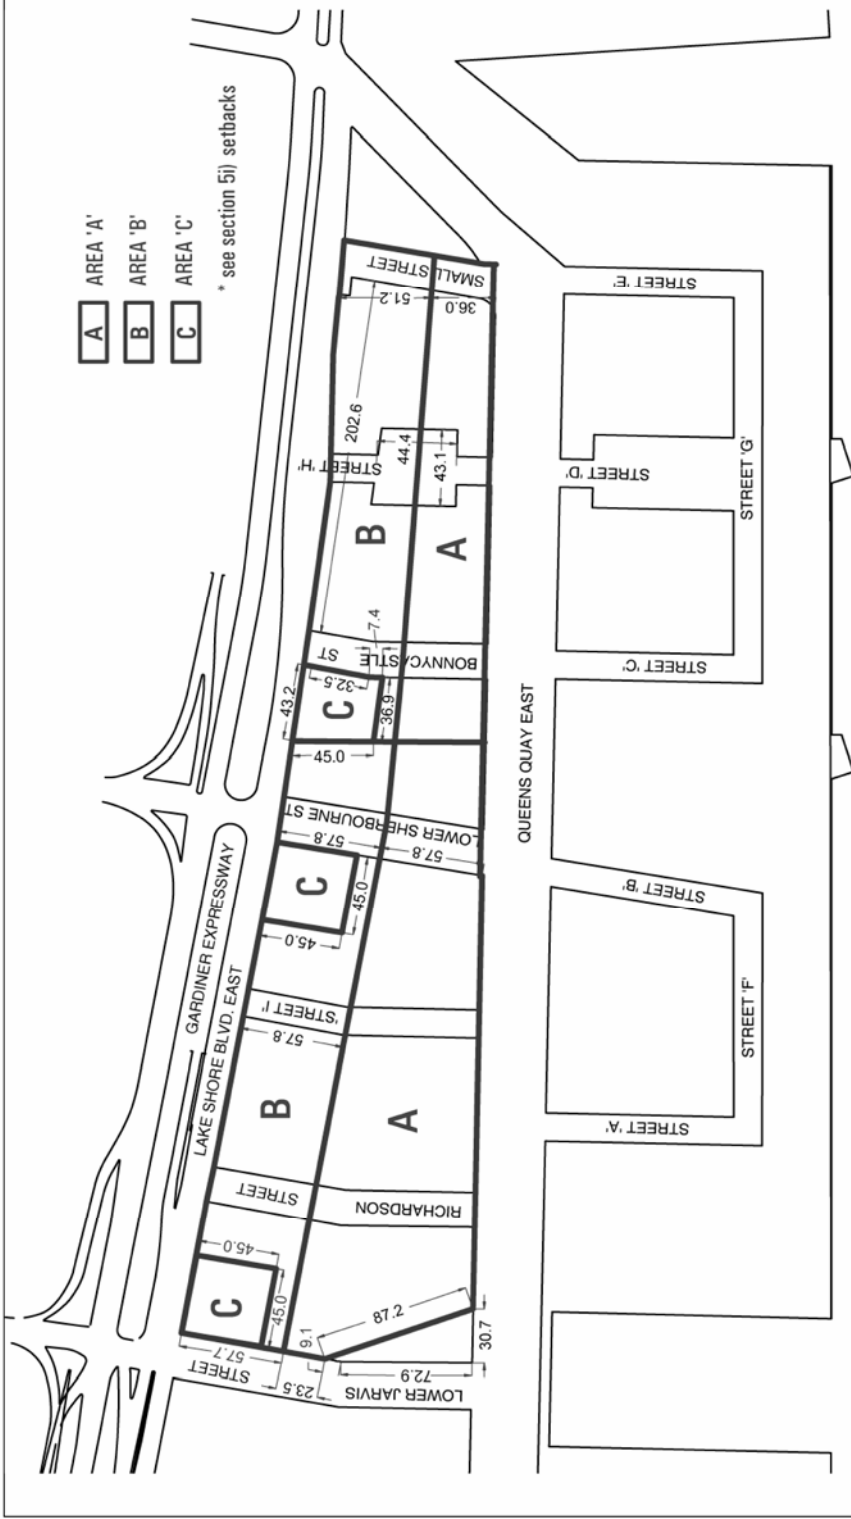 A AREA 'A'
B AREA 'B'
C AREA 'C'
* see section 5i) setbacks
GARDINER EXPRESSWAY
LAKE SHORE BLVD. EAST
QUEENS QUAY EAST
LOWER JARVIS
STREET
RICHARDSON
STREET
'STREET I'
LOWER SHERBOURNE ST
BONNYCASTLE
ST
STREET 'H'
SMALL STREET
STREET 'A'
STREET 'B'
STREET 'C'
STREET 'D'
STREET 'E'
STREET 'F'
STREET 'G'
C
B
A
C
C
B
A
57.7
23.5
9.1
72.9
87.2
30.7
45.0
45.0
57.8
45.0
45.0
57.8
57.8
45.0
43.2
32.5
36.9
7.4
202.6
44.4
43.1
51.2
36.0